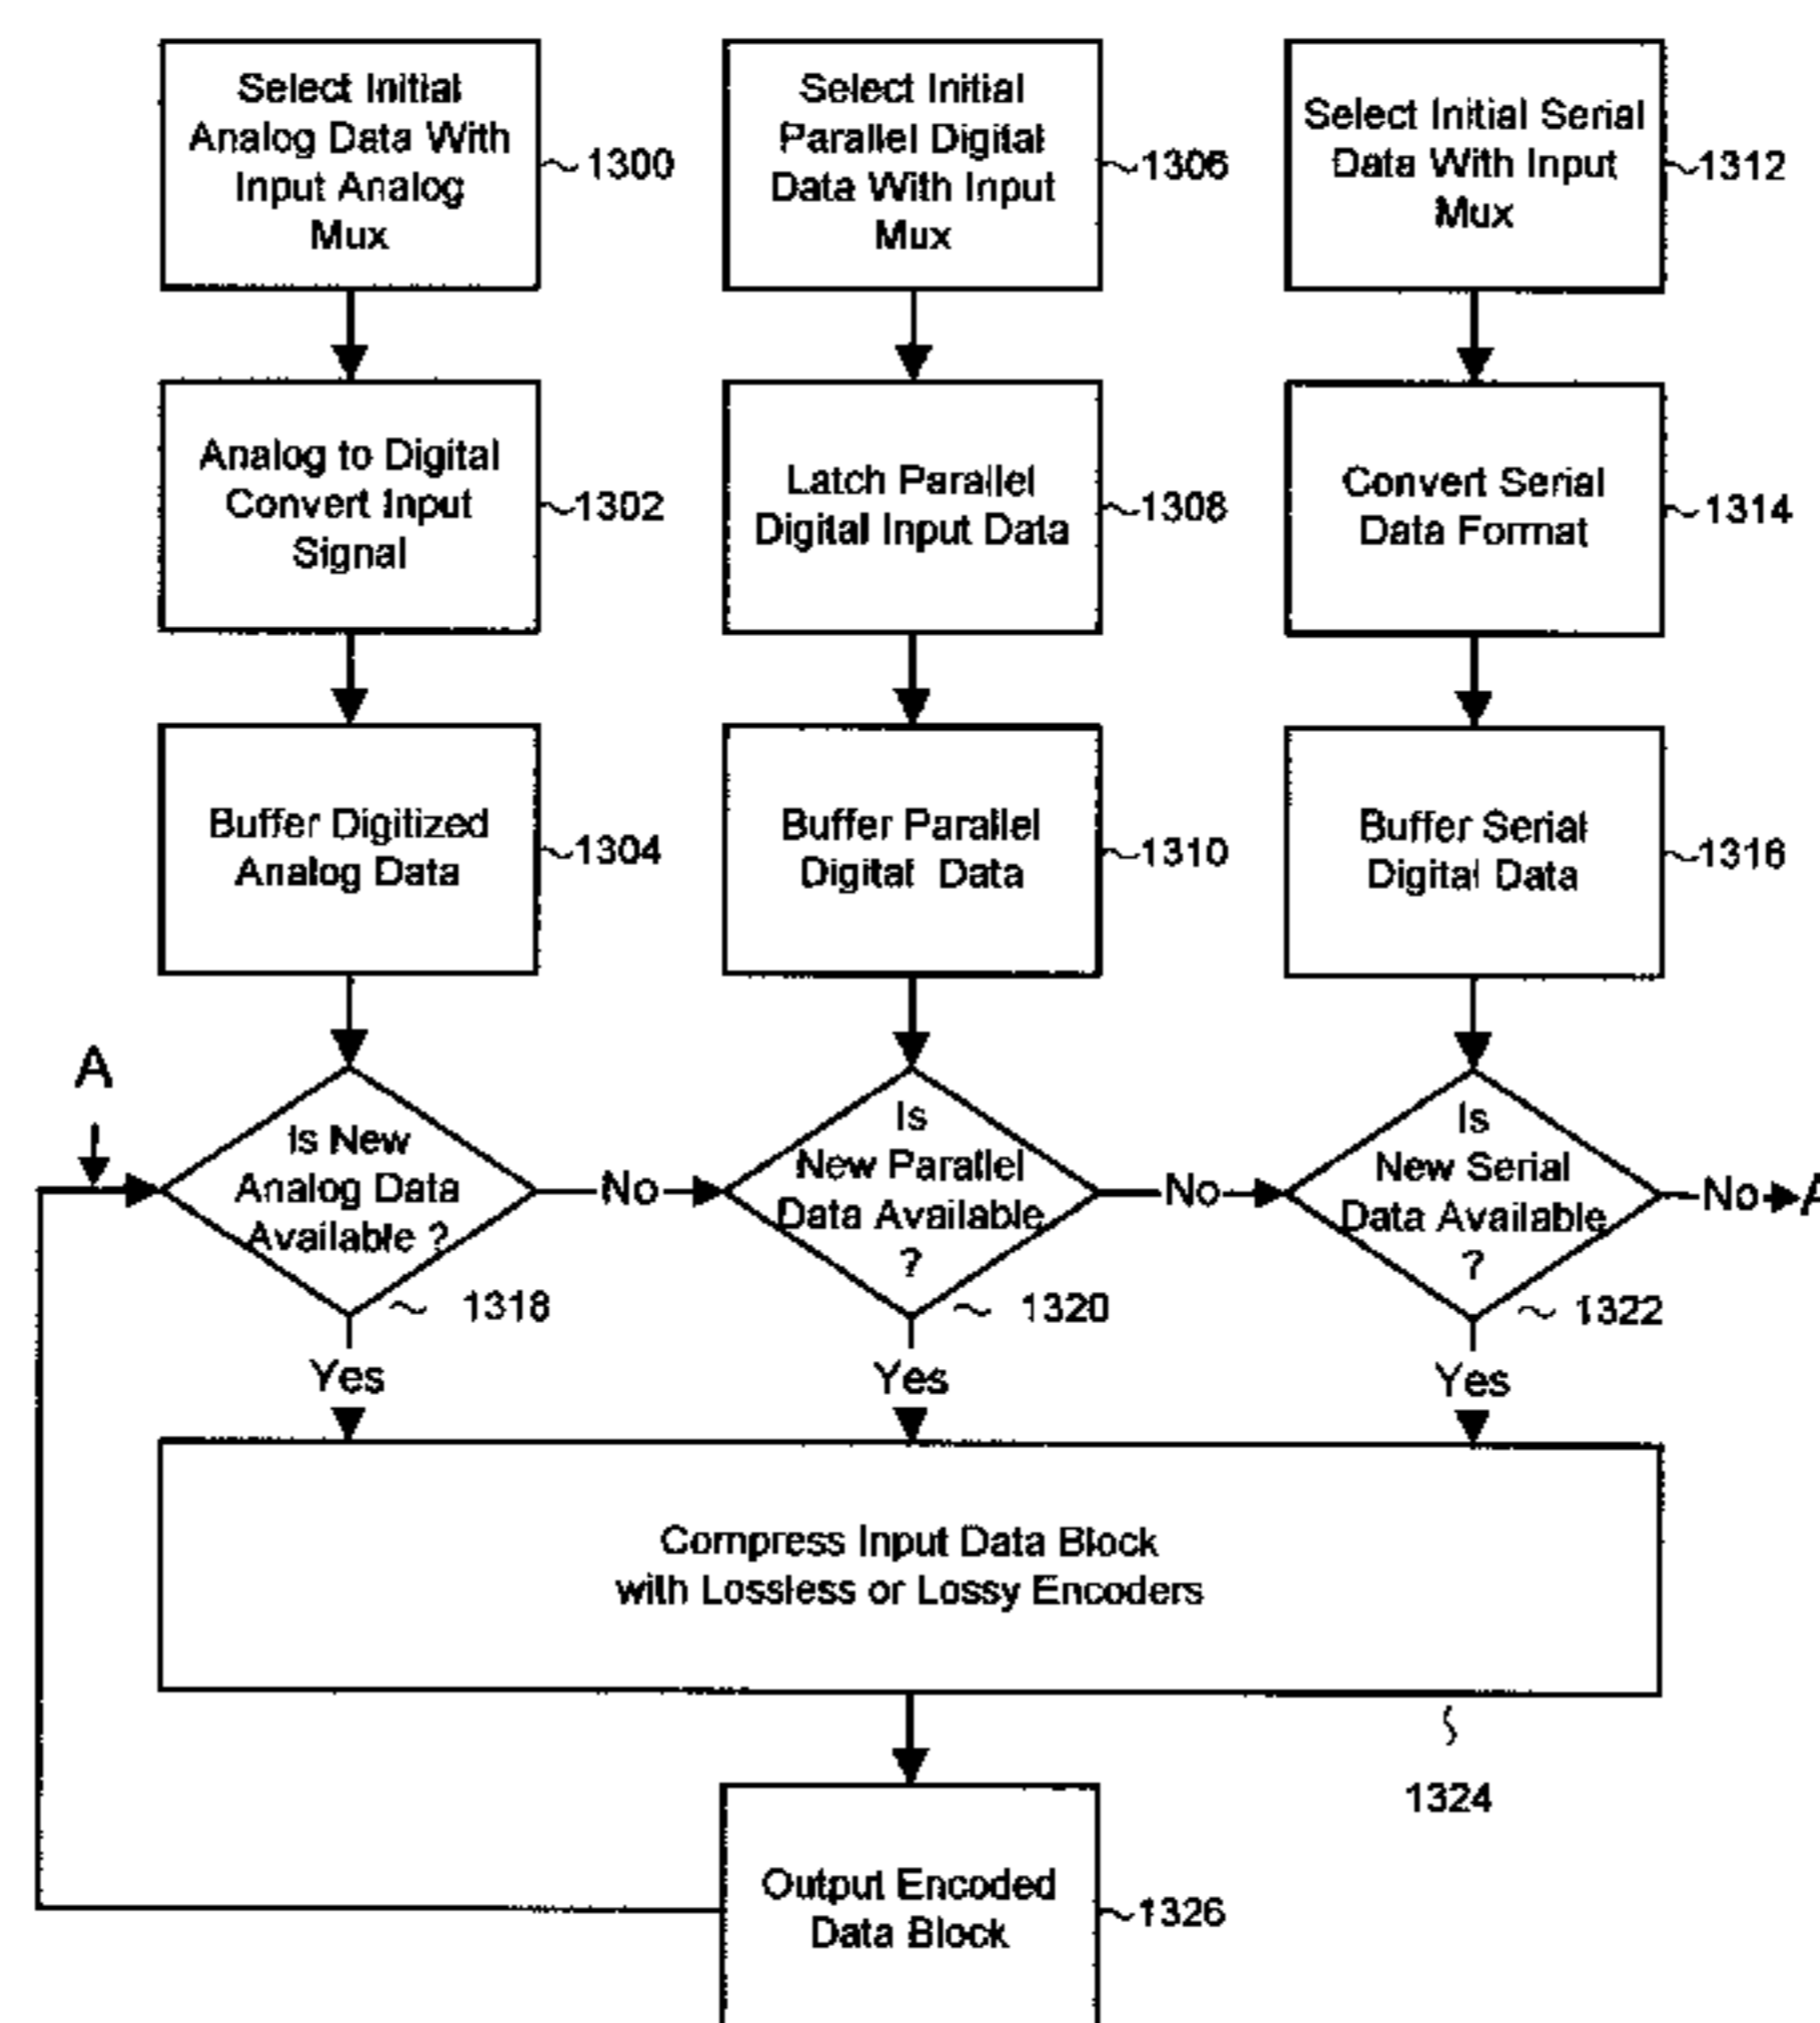 Select Initial
Analog Data With
Input Analog
Mux
1300
Select Initial
Parallel Digital
Data With Input
Mux
1306
Select Initial Serial
Data With Input
Mux
1312
Analog to Digital
Convert Input
Signal
1302
Latch Parallel
Digital Input Data
1308
Convert Serial
Data Format
1314
Buffer Digitized
Analog Data
1304
Buffer Parallel
Digital Data
1310
Buffer Serial
Digital Data
1316
A
Is New
Analog Data
Available ?
1318
No
Is
New Parallel
Data Available
?
1320
No
Is
New Serial
Data Available
?
1322
No
A
Yes
Yes
Yes
Compress Input Data Block
with Lossless or Lossy Encoders
1324
Output Encoded
Data Block
1326